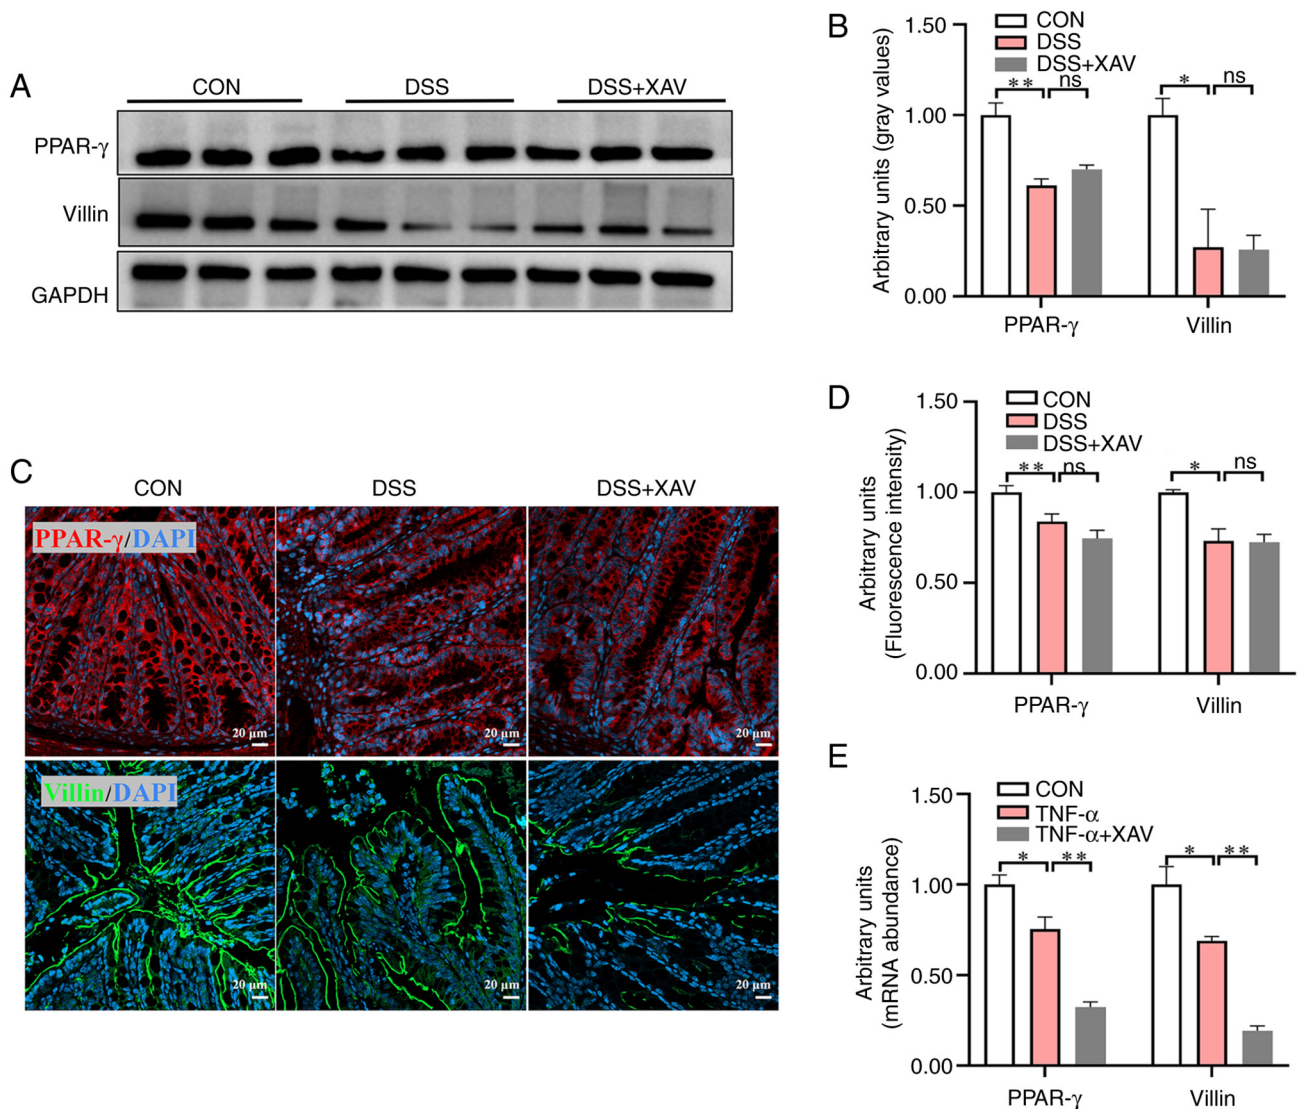 A
CON
DSS
DSS+XAV
PPAR-γ
Villin
GAPDH
B
CON
DSS
DSS+XAV
Arbitrary units (gray values)
1.50
1.00
0.50
0.00
** ns
* ns
PPAR-γ
Villin
C
CON
DSS
DSS+XAV
PPAR-γ/DAPI
20 µm
20 µm
20 µm
Villin/DAPI
20 µm
20 µm
20 µm
D
CON
DSS
DSS+XAV
Arbitrary units
(Fluorescence intensity)
1.50
1.00
0.50
0.00
** ns
* ns
PPAR-γ
Villin
E
CON
TNF-α
TNF-α+XAV
Arbitrary units
(mRNA abundance)
1.50
1.00
0.50
0.00
* **
* **
PPAR-γ
Villin